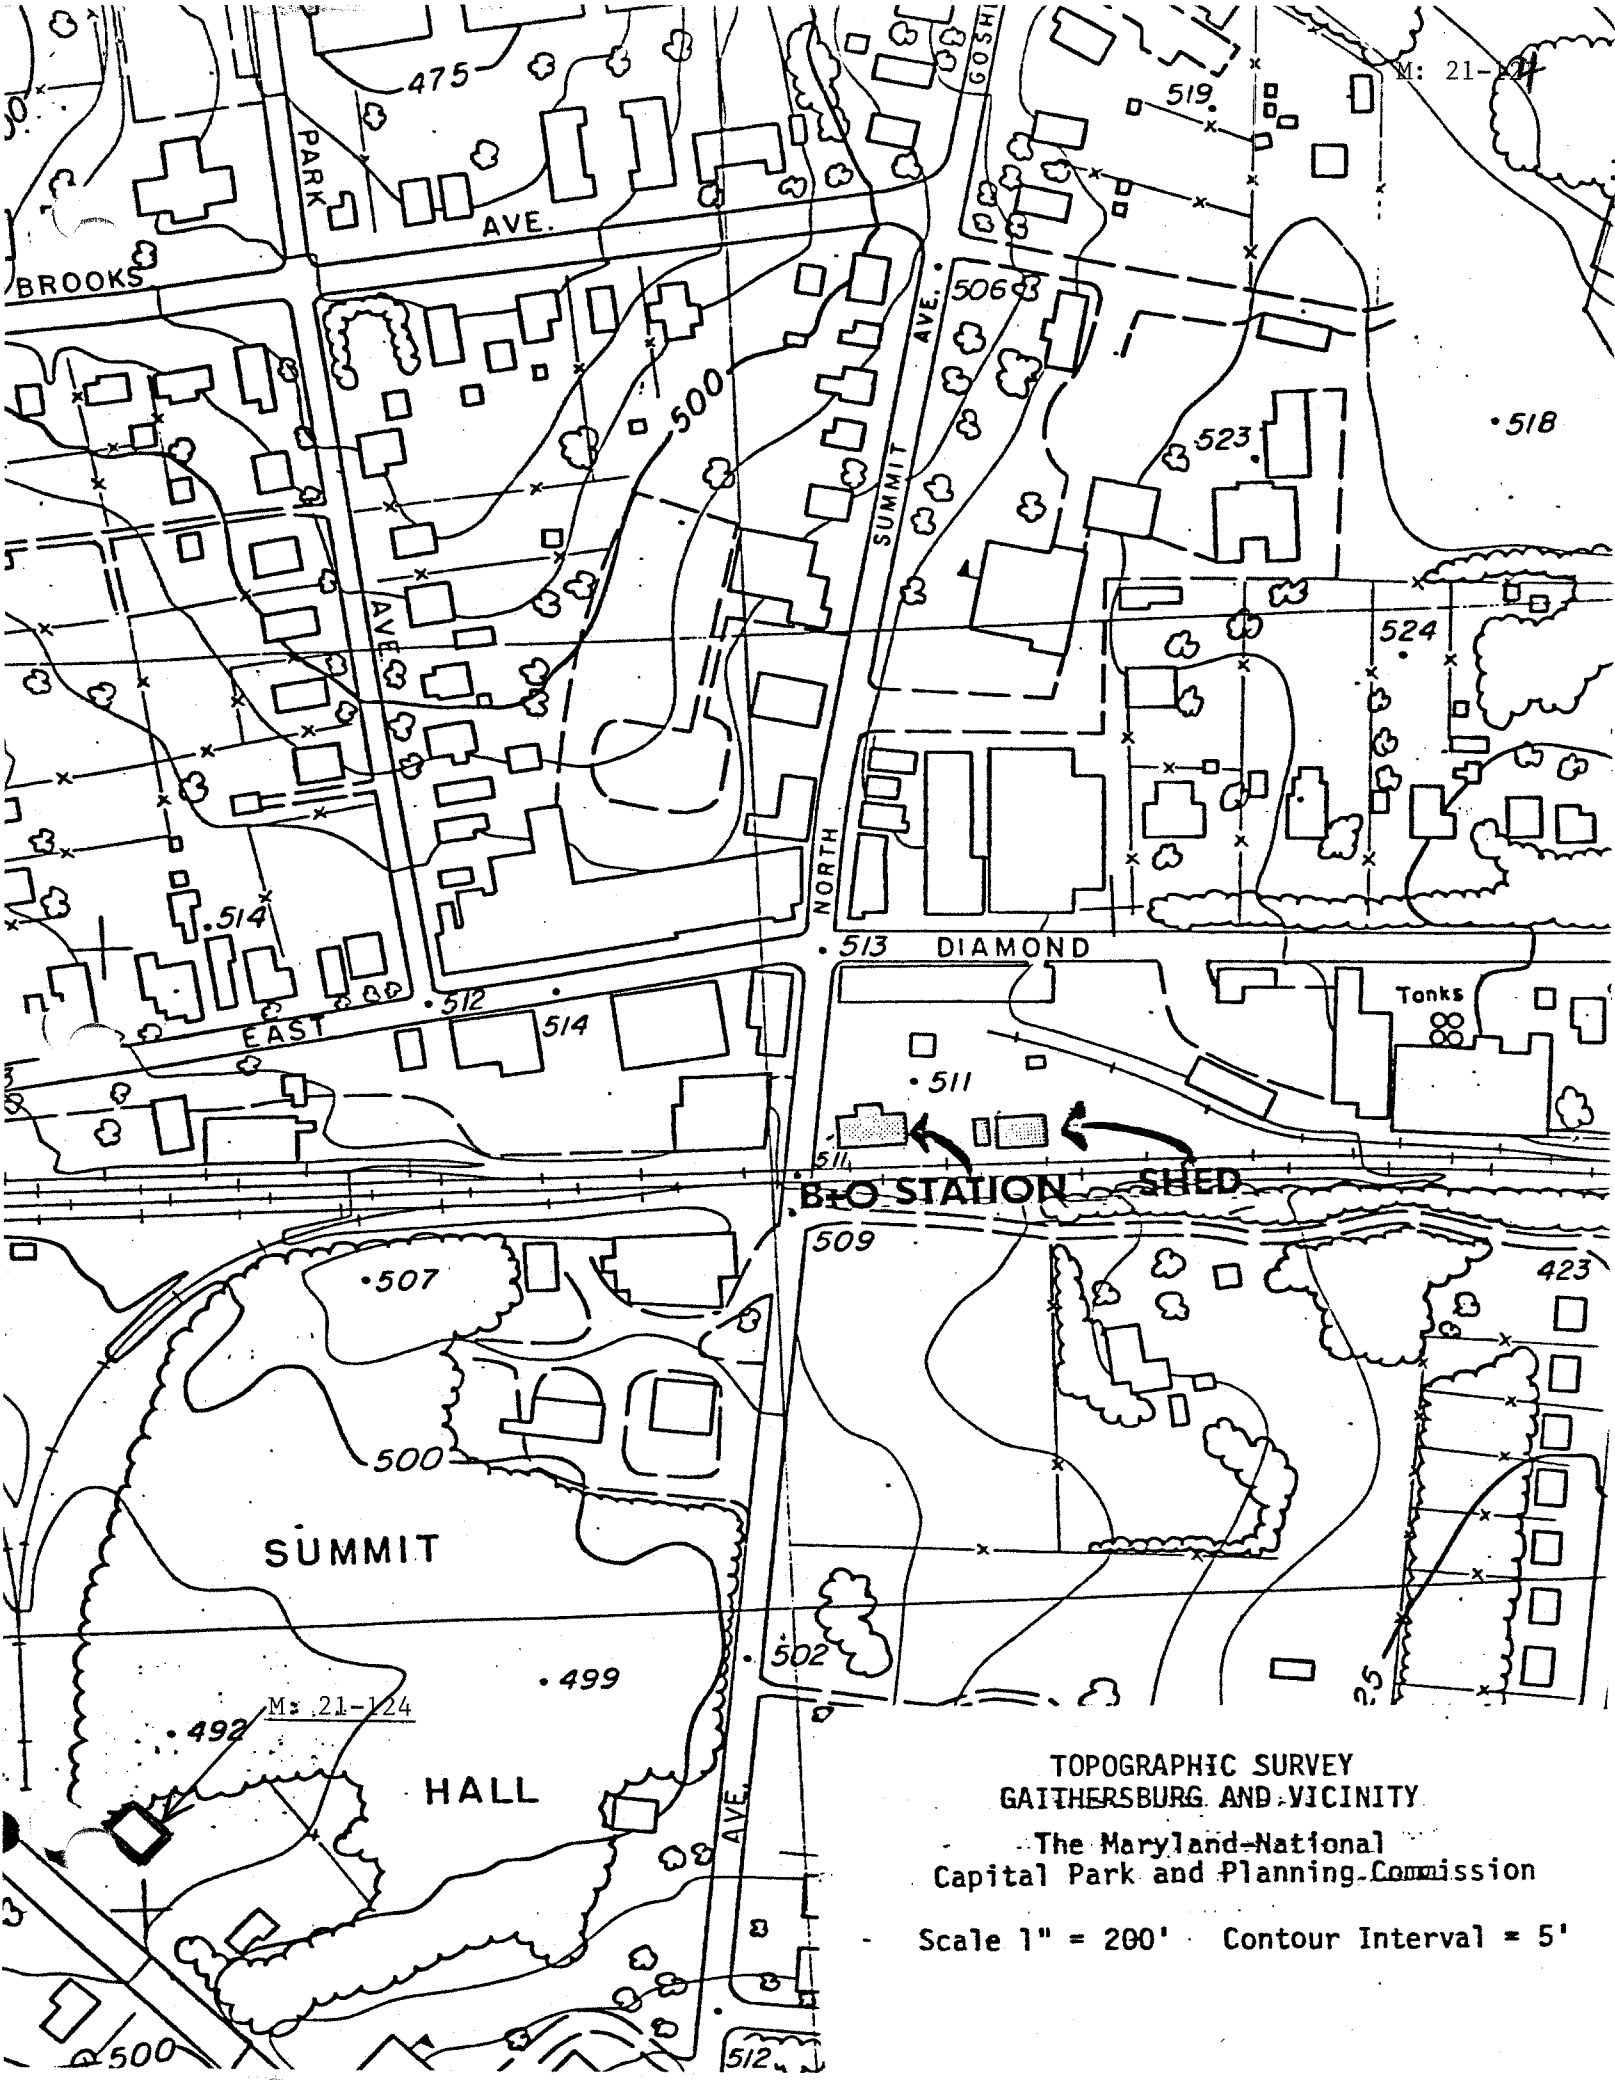 GOSHE
475
M: 21-
519
PARK
AVE.
BROOKS
506
AVE.
500
518
523
SUMMIT
AVE.
524
NORTH
514
513
DIAMOND
512
Tanks
514
EAST
511
511
B+O STATION
SHED
509
507
423
500
SUMMIT
502
499
M: 21-124
492
25
HALL
AVE.
TOPOGRAPHIC SURVEY
GAITHERSBURG AND VICINITY
The Maryland-National
Capital Park and Planning Commission
Scale 1" = 200' Contour Interval = 5'
500
512